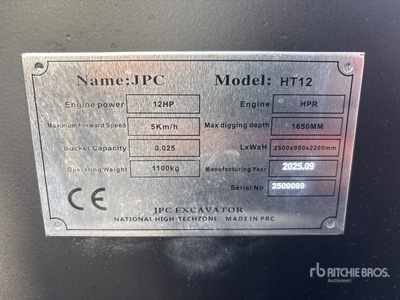 Name:JPC Model: HT12
Engine power 12HP Engine HPR
Maximum Forward Speed 5Km/h Max digging depth 1650MM
Bucket Capacity 0.025 LxWxH 2500x950x2200mm
Operating Weight 1100kg Manufacturing Year 2025.09
Serial No. 2509089
CE
JPC EXCAVATOR
NATIONAL HIGH-TECHZONE MADE IN PRC
rb RITCHIE BROS.
Auctioneers